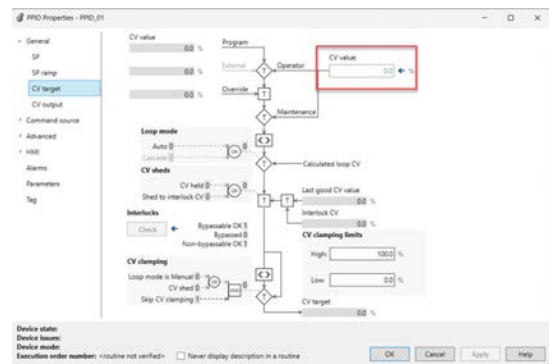 PPID Properties - PPID_01
General
SP
SP ramp
CV target
CV output
Command source
Advanced
HMI
Alarms
Parameters
Tag
CV value
0.0 %
Program
External
0.0 %
Operator
CV value:
0.0 %
Override
0.0 %
Maintenance
Loop mode
Auto 0
Cascade 0
OR
0
Calculated loop CV
CV sheds
CV held 0
Shed to interlock CV 0
OR
0
Last good CV value
0.0 %
Interlock CV
0.0 %
Interlocks
Check
Bypassable OK 1
Bypassed 0
Non-bypassable OK 1
CV clamping limits
High: 100.0 %
Low: 0.0 %
CV clamping
Loop mode is Manual 0
CV shed 0
Skip CV clamping 1
OR
0
CV target
0.0 %
Device state:
Device issues:
Device mode:
Execution order number: <routine not verified>
Never display description in a routine
OK
Cancel
Apply
Help